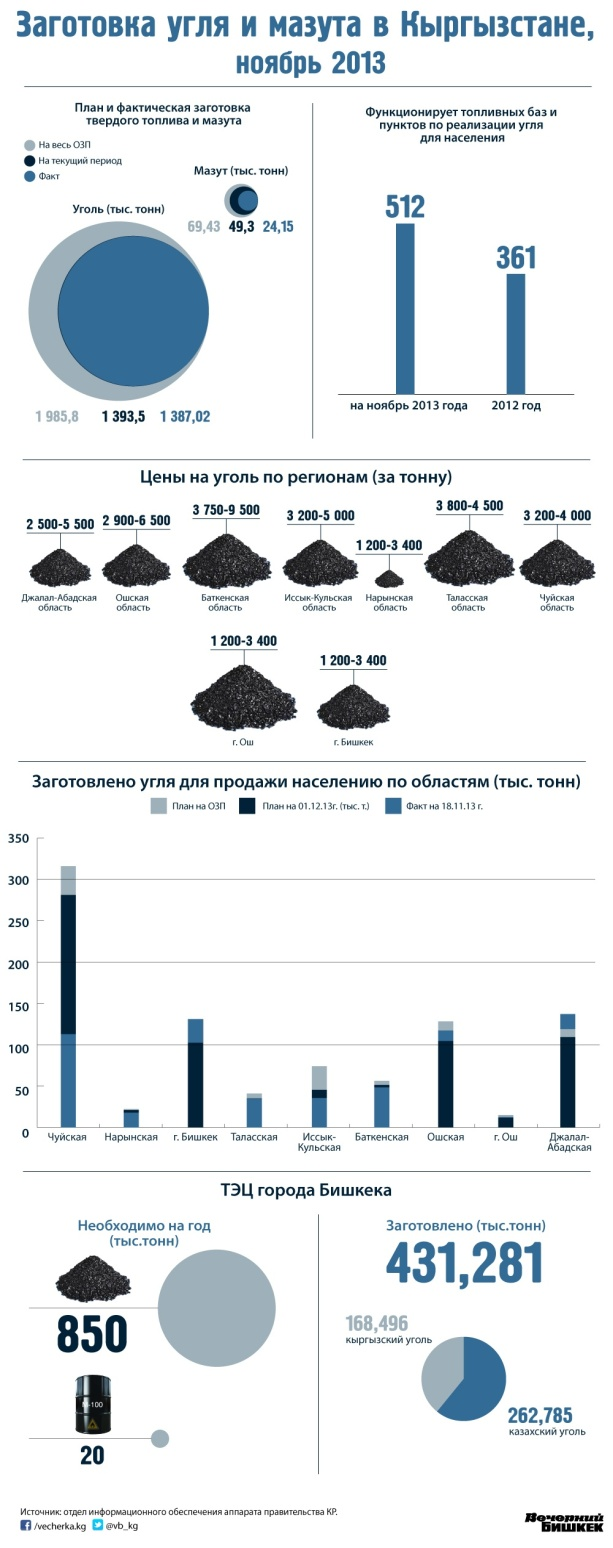 Заготовка угля и мазута в Кыргызстане,
ноябрь 2013
План и фактическая заготовка
твердого топлива и мазута
На весь ОЗП
На текущий период
Факт
Мазут (тыс. тонн)
69,43 49,3 24,15
Уголь (тыс. тонн)
1 985,8 1 393,5 1 387,02
Функционирует топливных баз и
пунктов по реализации угля
для населения
512
361
на ноябрь 2013 года 2012 год
Цены на уголь по регионам (за тонну)
2 500-5 500
Джалал-Абадская
область
2 900-6 500
Ошская
область
3 750-9 500
Баткенская
область
3 200-5 000
Иссык-Кульская
область
1 200-3 400
Нарынская
область
3 800-4 500
Таласская
область
3 200-4 000
Чуйская
область
1 200-3 400
г. Ош
1 200-3 400
г. Бишкек
Заготовлено угля для продажи населению по областям (тыс. тонн)
План на ОЗП План на 01.12.13г. (тыс. т.) Факт на 18.11.13 г.
350
300
250
200
150
100
50
0
Чуйская
Нарынская
г. Бишкек
Таласская
Иссык-
Кульская
Баткенская
Ошская
г. Ош
Джалал-
Абадская
ТЭЦ города Бишкека
Необходимо на год
(тыс.тонн)
850
М-100
20
Заготовлено (тыс.тонн)
431,281
168,496
кыргызский уголь
262,785
казахский уголь
Источник: отдел информационного обеспечения аппарата правительства КР.
/vecherka.kg @vb_kg
Вечерний
БИШКЕК